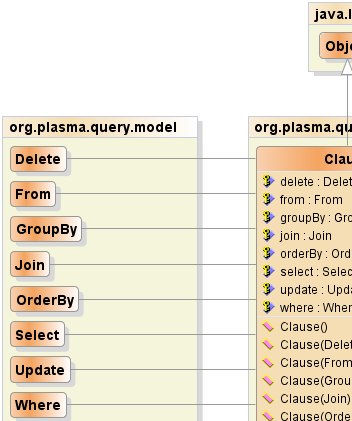 java.l
Obje
org.plasma.query.model
Delete
From
GroupBy
Join
OrderBy
Select
Update
Where
org.plasma.qu
Clau
delete : Delet
from : From
groupBy : Gro
join : Join
orderBy : Ord
select : Selec
update : Upda
where : Wher
Clause()
Clause(Delet
Clause(From
Clause(Grou
Clause(Join)
Clause(Orde